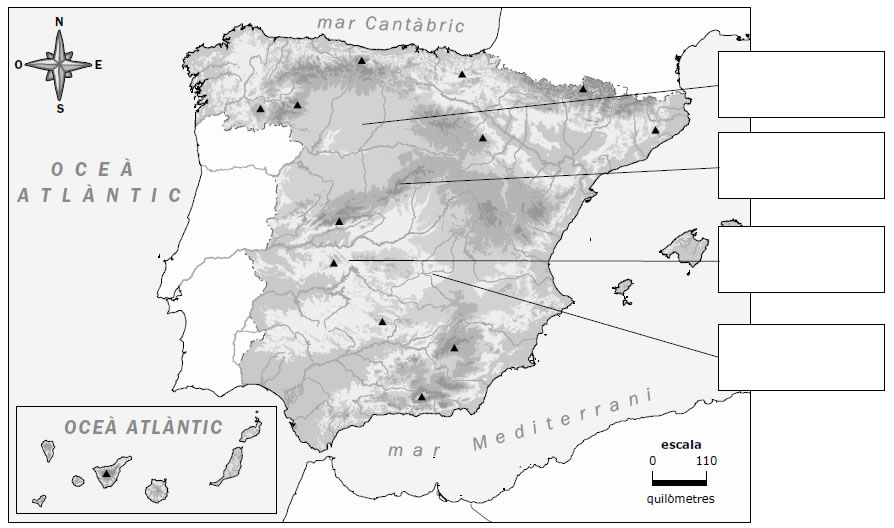 mar Cantàbric
N
O E
S
OCEÀ
ATLÀNTIC
OCEÀ ATLÀNTIC
mar Mediterrani
escala
0 110
quilòmetres